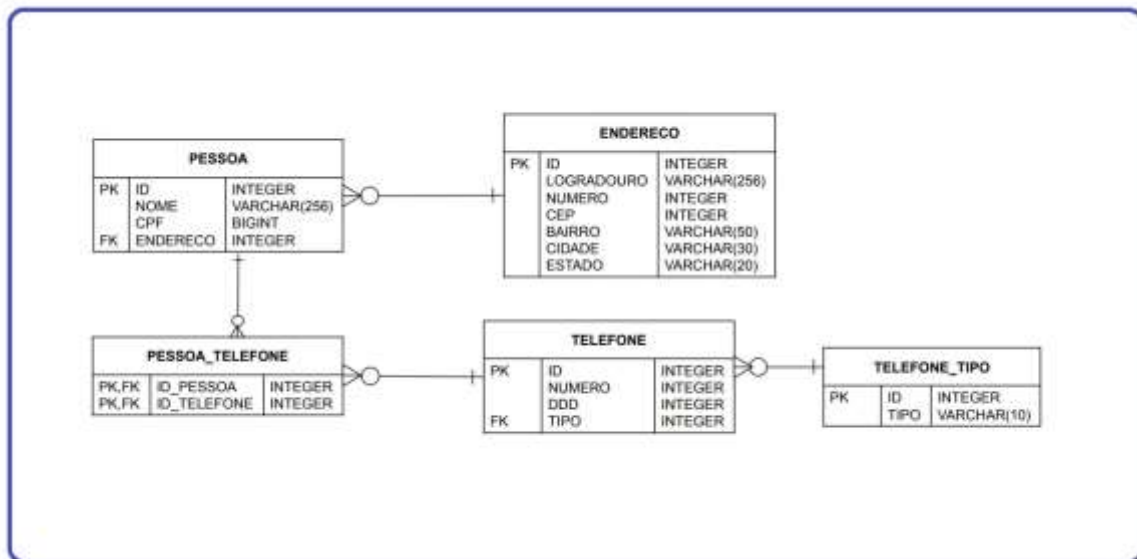 PESSOA
PK ID INTEGER
NOME VARCHAR(256)
CPF BIGINT
FK ENDERECO INTEGER
ENDERECO
PK ID INTEGER
LOGRADOURO VARCHAR(256)
NUMERO INTEGER
CEP INTEGER
BAIRRO VARCHAR(50)
CIDADE VARCHAR(30)
ESTADO VARCHAR(20)
PESSOA_TELEFONE
PK,FK ID_PESSOA INTEGER
PK,FK ID_TELEFONE INTEGER
TELEFONE
PK ID INTEGER
NUMERO INTEGER
DDD INTEGER
FK TIPO INTEGER
TELEFONE_TIPO
PK ID INTEGER
TIPO VARCHAR(10)